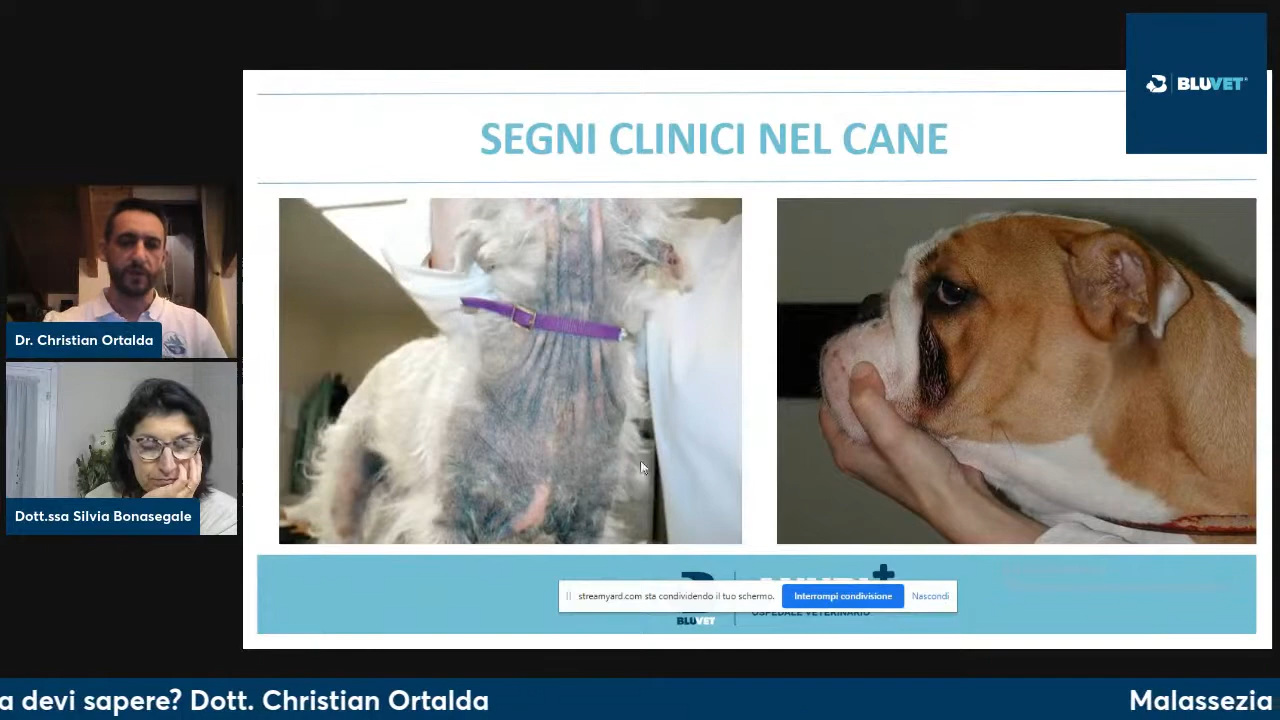 BLUVET
SEGNI CLINICI NEL CANE
Dr. Christian Ortalda
Dott.ssa Silvia Bonasegale
streamyard.com sta condividendo il tuo schermo.
Interrompi condivisione
Nascondi
BLUVET
OSPEDALE VETERINARIO
a devi sapere? Dott. Christian Ortalda
Malassezia